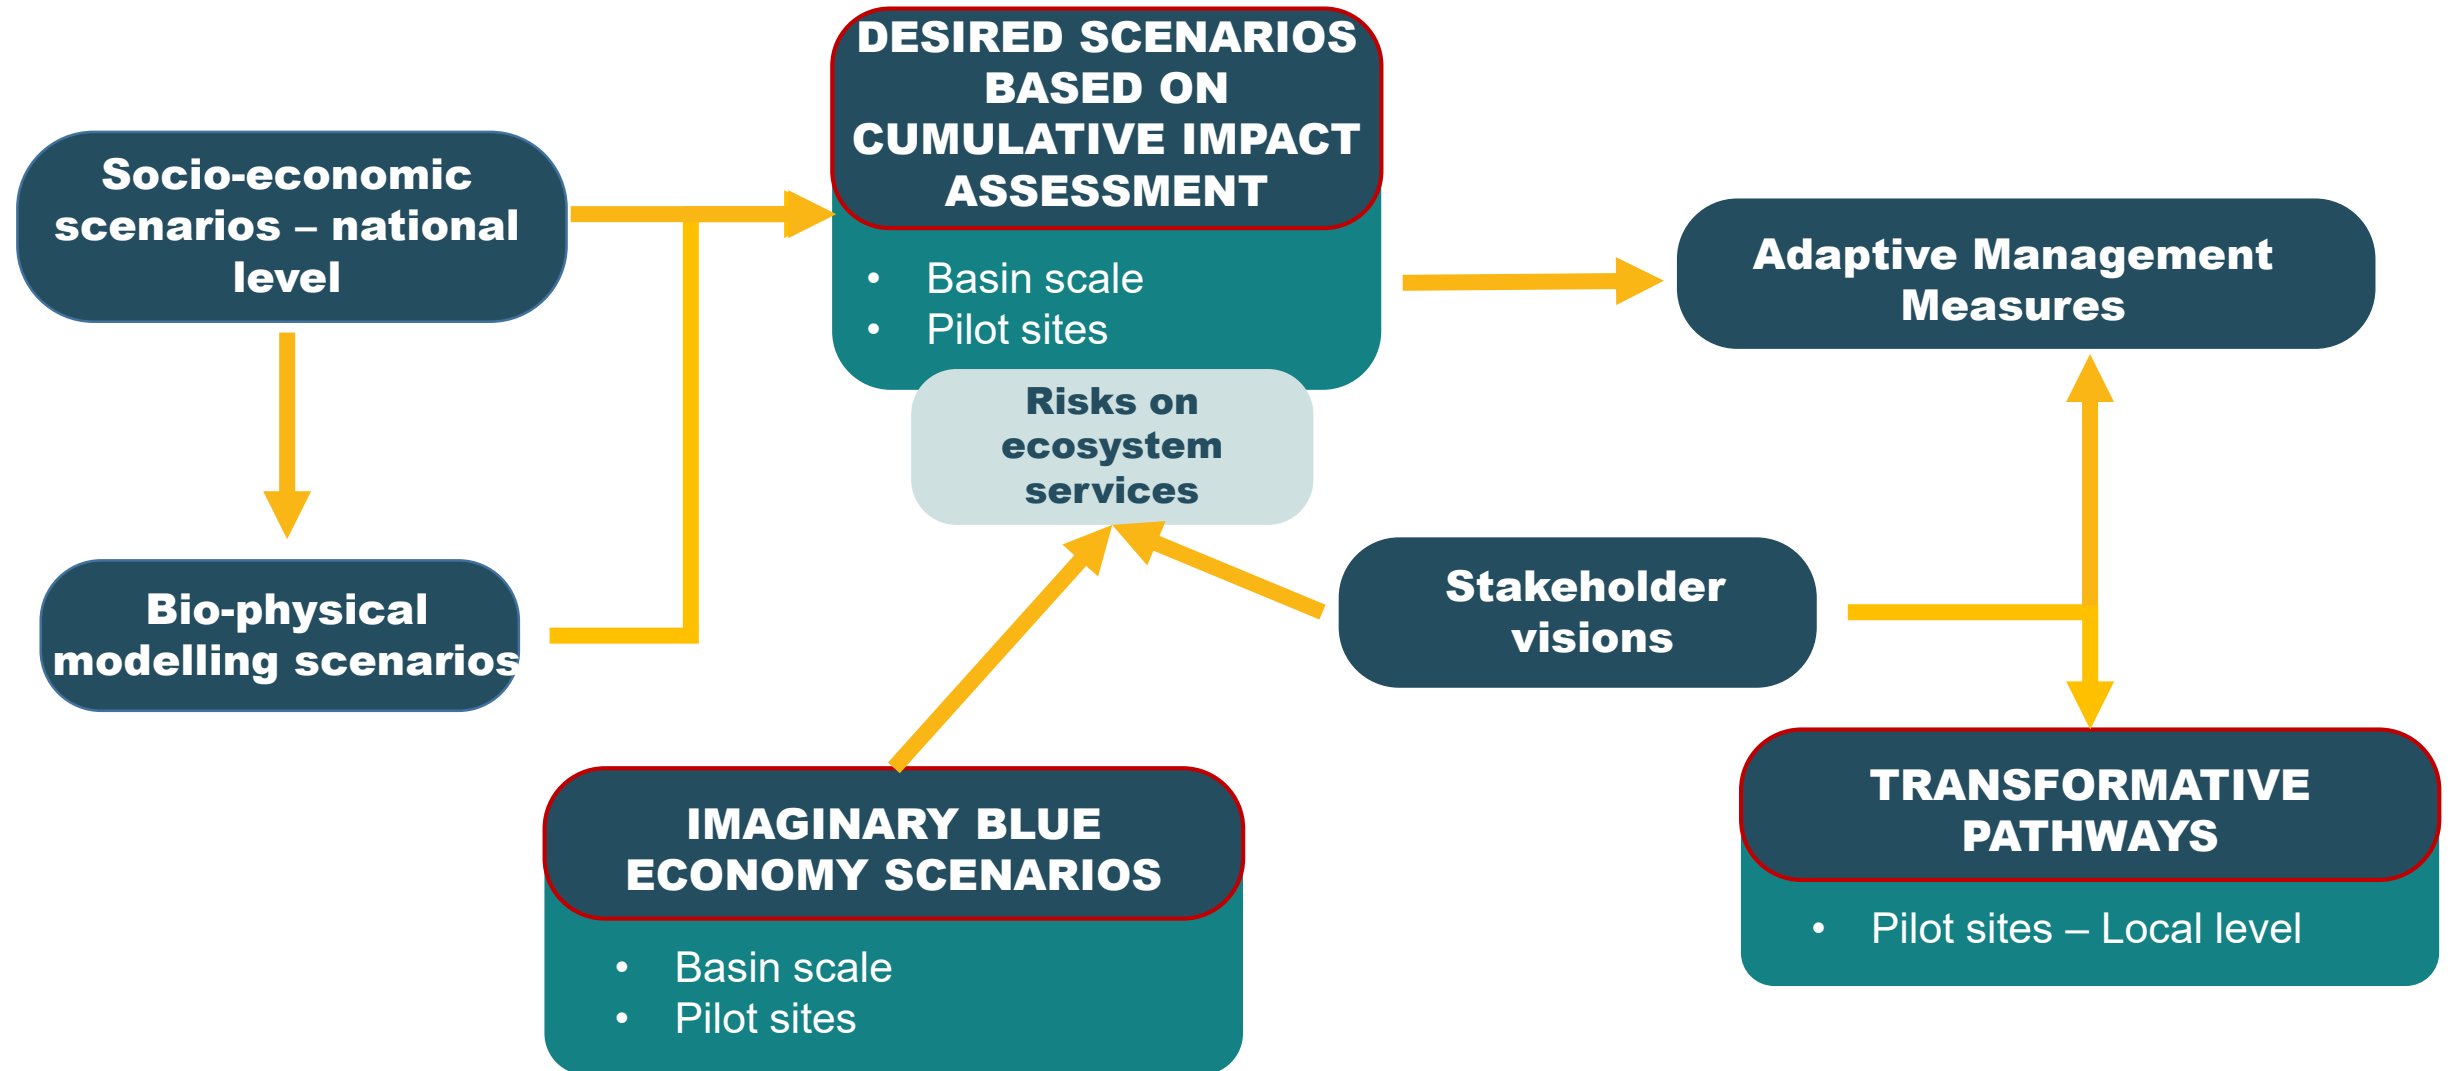 DESIRED SCENARIOS
BASED ON
CUMULATIVE IMPACT
ASSESSMENT
• Basin scale
• Pilot sites
Risks on
ecosystem
services
Socio-economic
scenarios – national
level
Bio-physical
modelling scenarios
Adaptive Management
Measures
Stakeholder
visions
IMAGINARY BLUE
ECONOMY SCENARIOS
• Basin scale
• Pilot sites
TRANSFORMATIVE
PATHWAYS
• Pilot sites – Local level